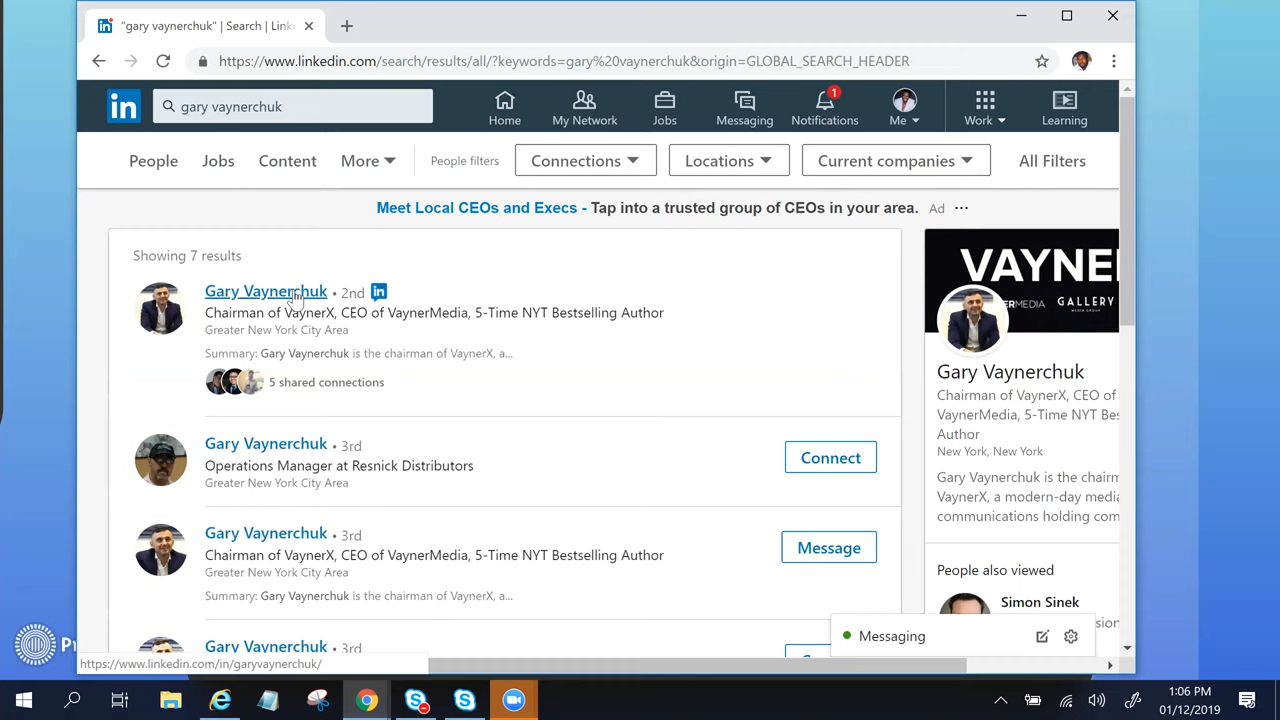 "gary vaynerchuk" | Search | Link
https://www.linkedin.com/search/results/all/?keywords=gary%20vaynerchuk&origin=GLOBAL_SEARCH_HEADER
in
gary vaynerchuk
Home
My Network
Jobs
Messaging
1
Notifications
Me
Work
Learning
People
Jobs
Content
More
People filters
Connections
Locations
Current companies
All Filters
Meet Local CEOs and Execs - Tap into a trusted group of CEOs in your area. Ad ...
Showing 7 results
Gary Vaynerchuk • 2nd in
Chairman of VaynerX, CEO of VaynerMedia, 5-Time NYT Bestselling Author
Greater New York City Area
Summary: Gary Vaynerchuk is the chairman of VaynerX, a...
5 shared connections
Gary Vaynerchuk • 3rd
Operations Manager at Resnick Distributors
Greater New York City Area
Connect
Gary Vaynerchuk • 3rd
Chairman of VaynerX, CEO of VaynerMedia, 5-Time NYT Bestselling Author
Greater New York City Area
Summary: Gary Vaynerchuk is the chairman of VaynerX, a...
Message
Gary Vaynerchuk • 3rd
VAYNE
MEDIA
GALLERY
MEDIA GROUP
Gary Vaynerchuk
Chairman of VaynerX, CEO of
VaynerMedia, 5-Time NYT Bes
Author
New York, New York
Gary Vaynerchuk is the chairm
VaynerX, a modern-day media
communications holding com
People also viewed
Simon Sinek
Messaging
https://www.linkedin.com/in/garyvaynerchuk/
1:06 PM
01/12/2019